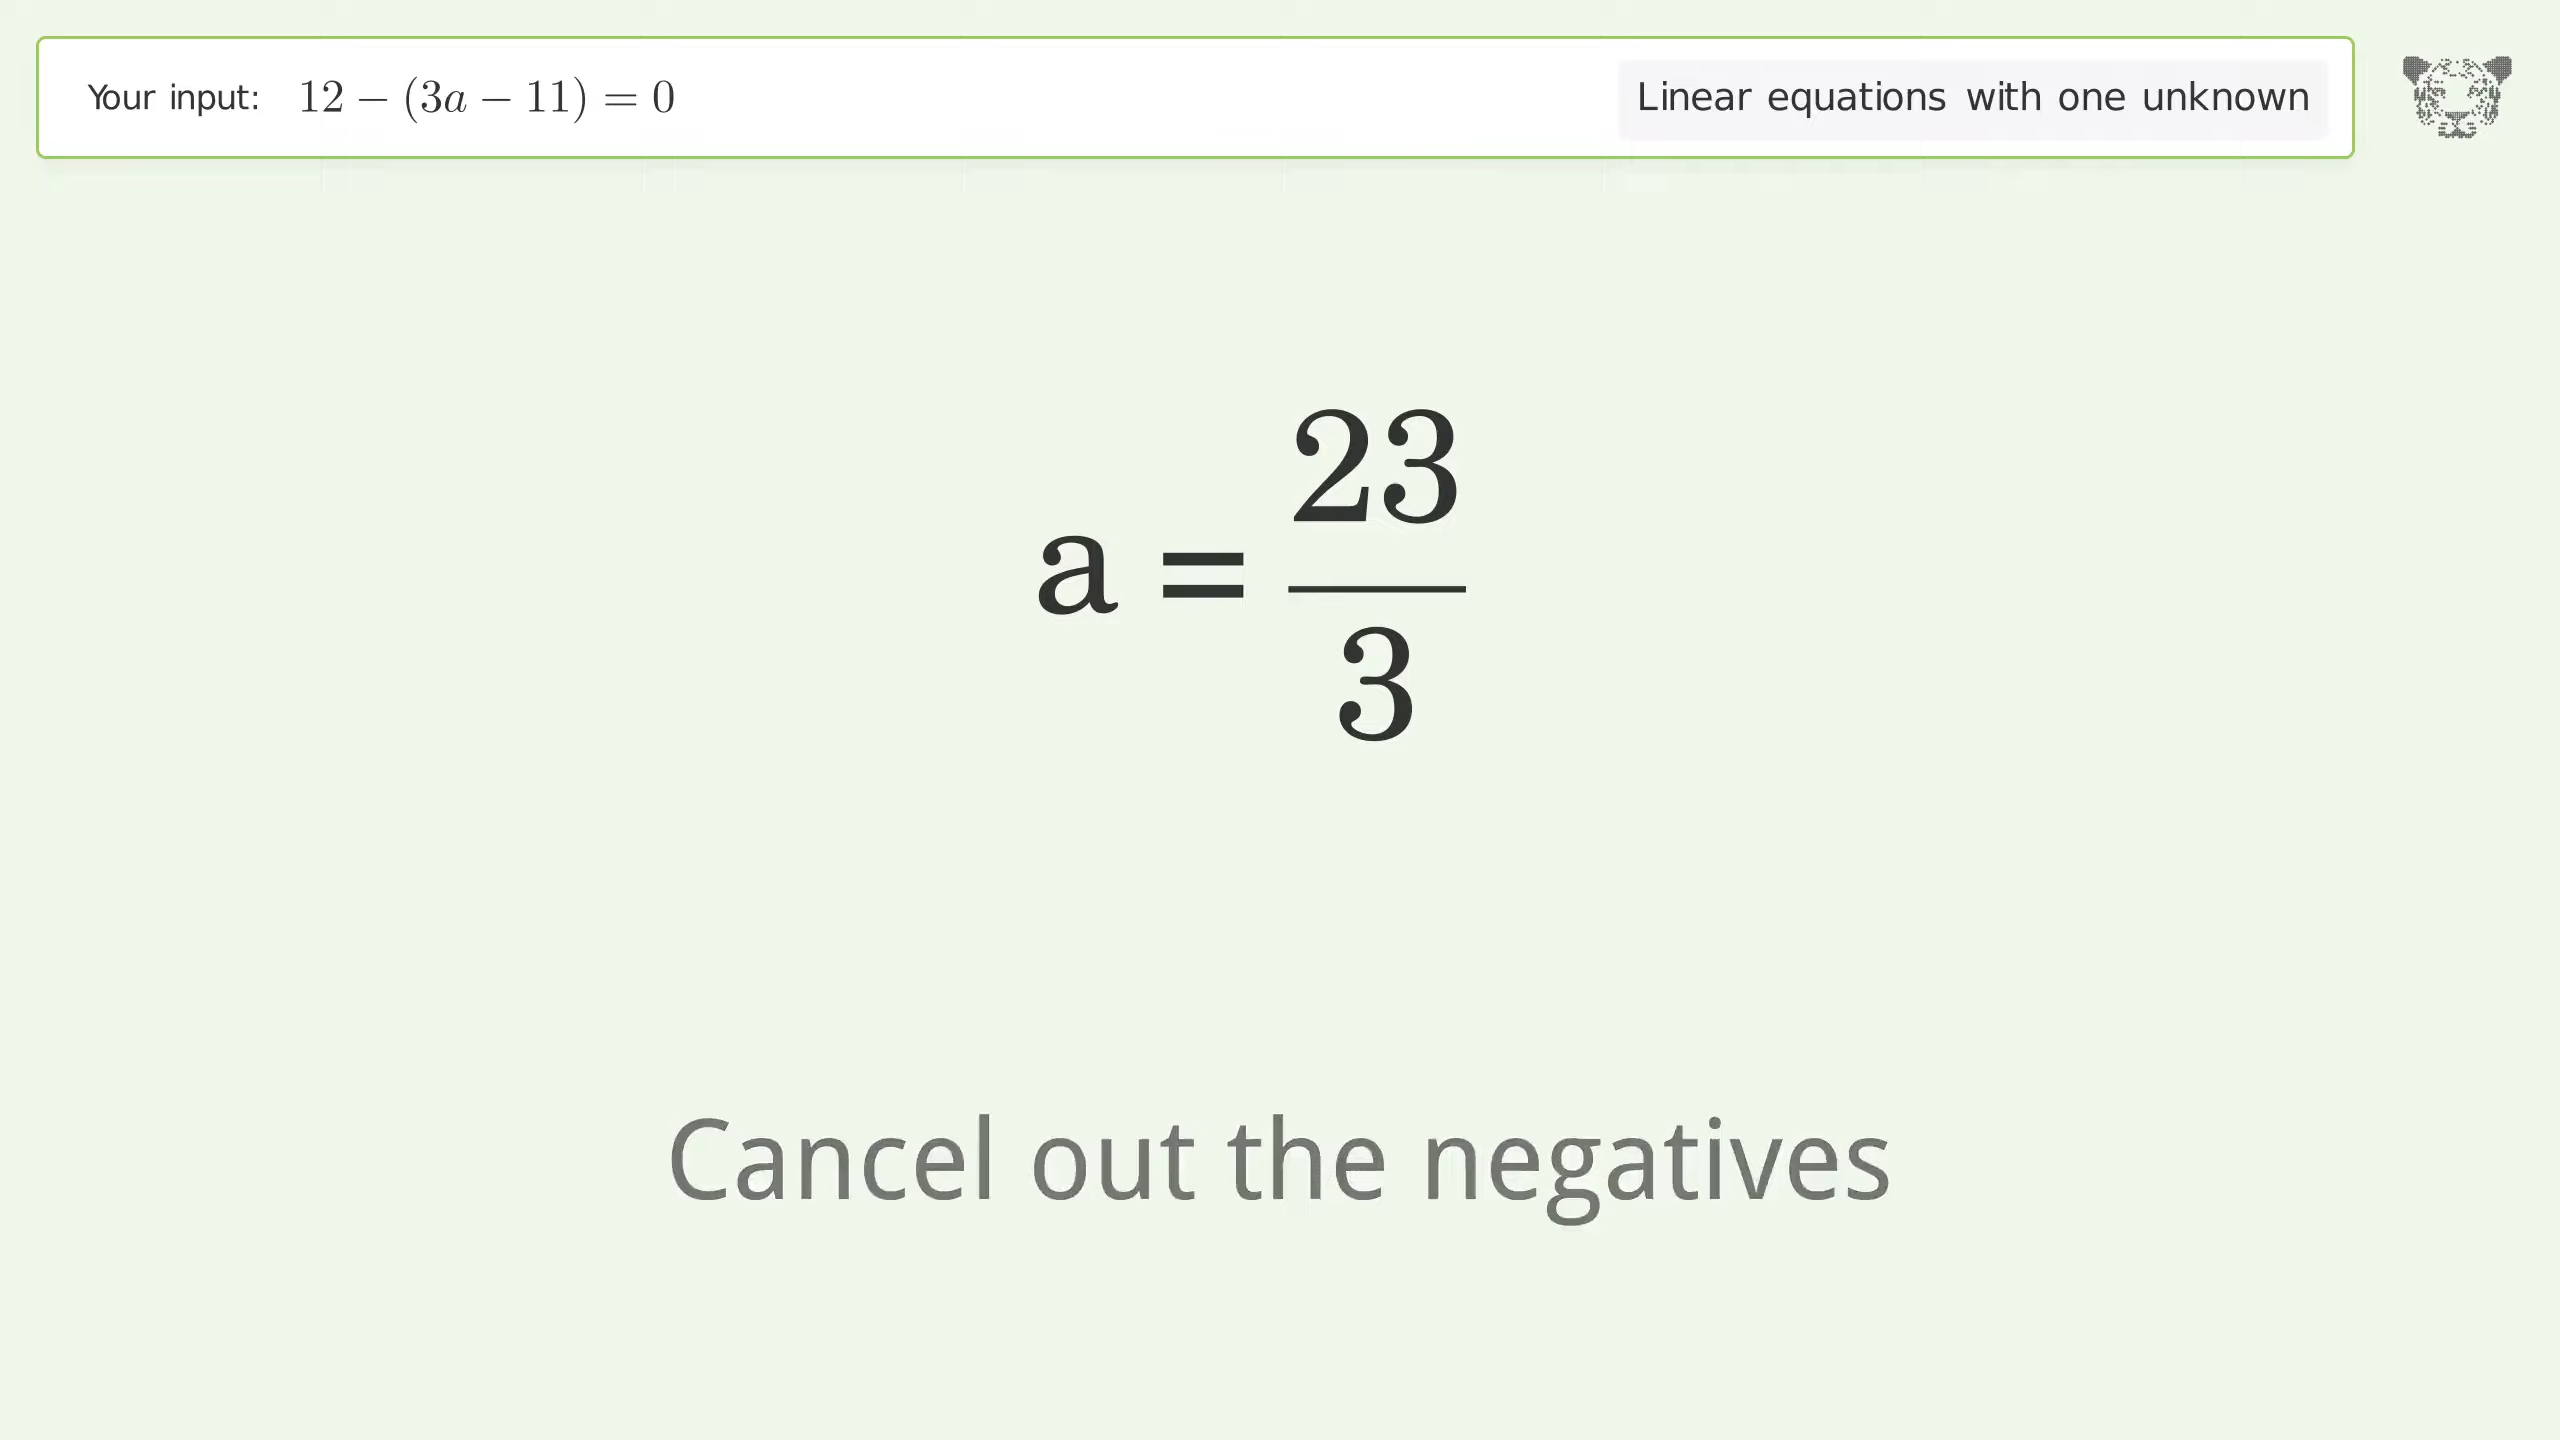 Your input: 12 − (3a − 11) = 0
Linear equations with one unknown
a = 23/3
Cancel out the negatives